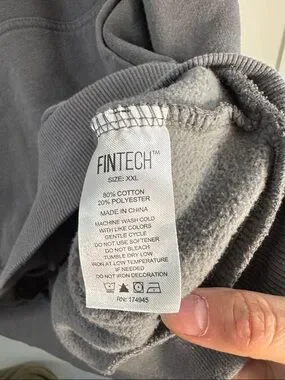 FINTECH™
SIZE: XXL
80% COTTON
20% POLYESTER
MADE IN CHINA
MACHINE WASH COLD
WITH LIKE COLORS
GENTLE CYCLE
DO NOT USE SOFTENER
DO NOT BLEACH
TUMBLE DRY LOW
IRON AT LOW TEMPERATURE
IF NEEDED
DO NOT IRON DECORATION
RN: 174945